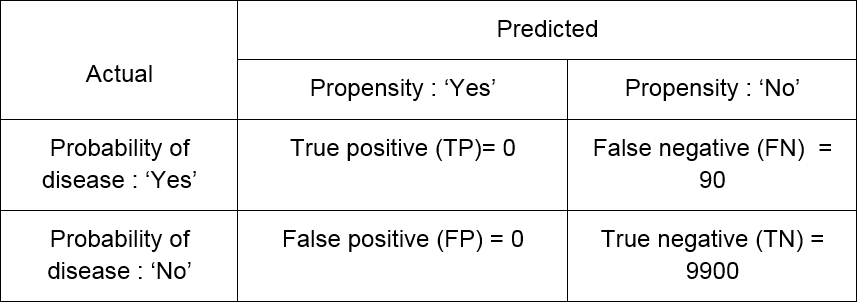 Predicted
Actual
Propensity : ‘Yes’
Propensity : ‘No’
Probability of
disease : ‘Yes’
True positive (TP)= 0
False negative (FN)  =
90
Probability of
disease : ‘No’
False positive (FP) = 0
True negative (TN) =
9900